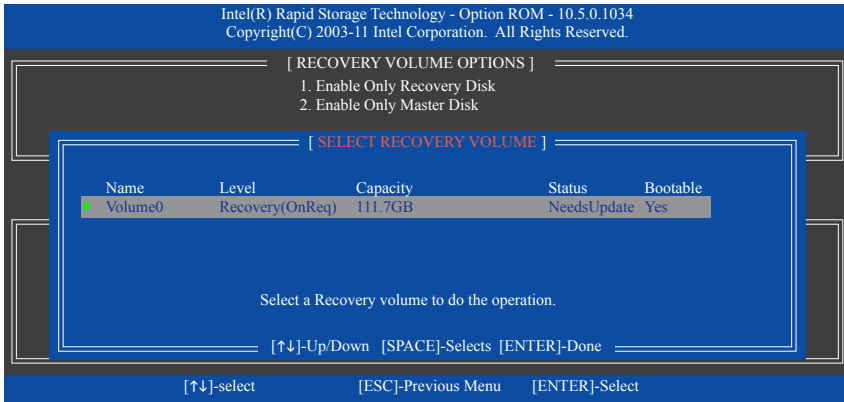 Intel(R) Rapid Storage Technology - Option ROM - 10.5.0.1034
Copyright(C) 2003-11 Intel Corporation. All Rights Reserved.
[ RECOVERY VOLUME OPTIONS ]
1. Enable Only Recovery Disk
2. Enable Only Master Disk
[ SELECT RECOVERY VOLUME ]
Name Level Capacity Status Bootable
Volume0 Recovery(OnReq) 111.7GB NeedsUpdate Yes
Select a Recovery volume to do the operation.
[↑↓]-Up/Down [SPACE]-Selects [ENTER]-Done
[↑↓]-select [ESC]-Previous Menu [ENTER]-Select